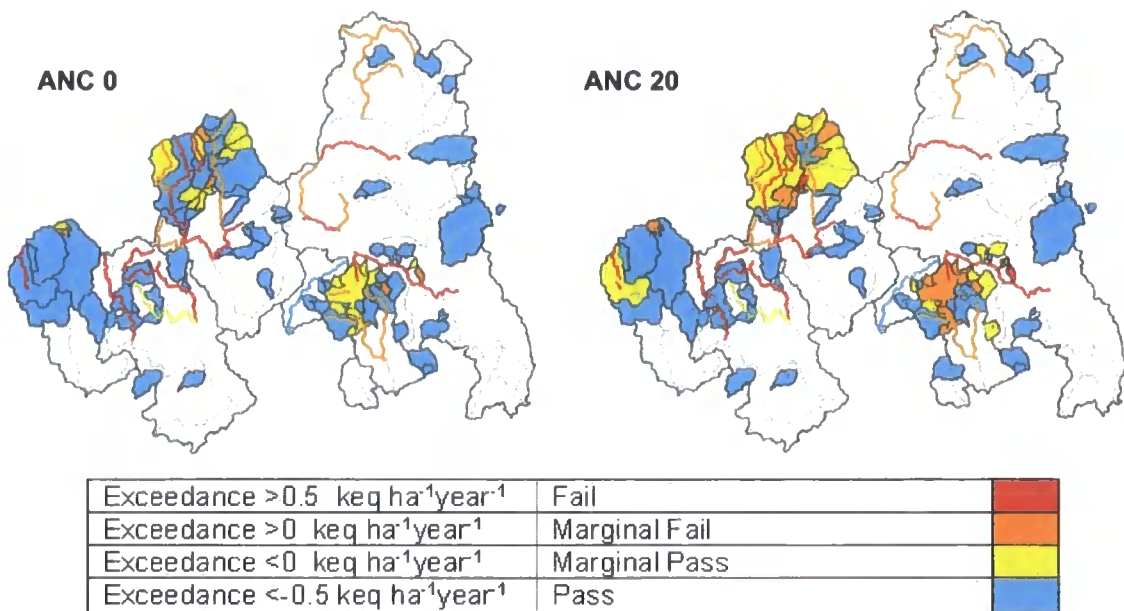 ANC 0
ANC 20
Exceedance >0.5 keq ha⁻¹year⁻¹ Fail
Exceedance >0 keq ha⁻¹year⁻¹ Marginal Fail
Exceedance <0 keq ha⁻¹year⁻¹ Marginal Pass
Exceedance <-0.5 keq ha⁻¹year⁻¹ Pass